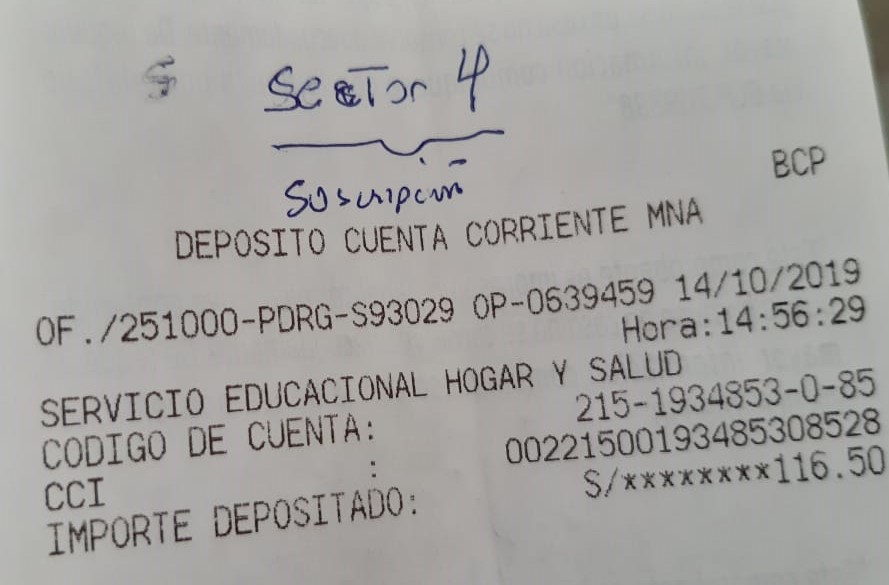 Sector 4
Suscripción
BCP
DEPOSITO CUENTA CORRIENTE MNA
OF./251000-PDRG-S93029 OP-0639459 14/10/2019
Hora:14:56:29
SERVICIO EDUCACIONAL HOGAR Y SALUD
CODIGO DE CUENTA: 215-1934853-0-85
CCI : 00221500193485308528
IMPORTE DEPOSITADO: S/********116.50